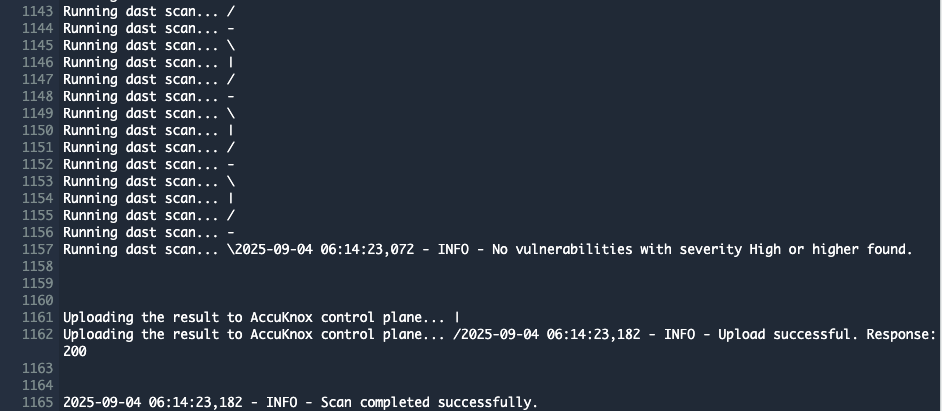 1143 Running dast scan... /
1144 Running dast scan... -
1145 Running dast scan... \
1146 Running dast scan... |
1147 Running dast scan... /
1148 Running dast scan... -
1149 Running dast scan... \
1150 Running dast scan... |
1151 Running dast scan... /
1152 Running dast scan... -
1153 Running dast scan... \
1154 Running dast scan... |
1155 Running dast scan... /
1156 Running dast scan... -
1157 Running dast scan... \2025-09-04 06:14:23,072 - INFO - No vulnerabilities with severity High or higher found.
1158
1159
1160
1161 Uploading the result to AccuKnox control plane... |
1162 Uploading the result to AccuKnox control plane... /2025-09-04 06:14:23,182 - INFO - Upload successful. Response:
200
1163
1164
1165 2025-09-04 06:14:23,182 - INFO - Scan completed successfully.